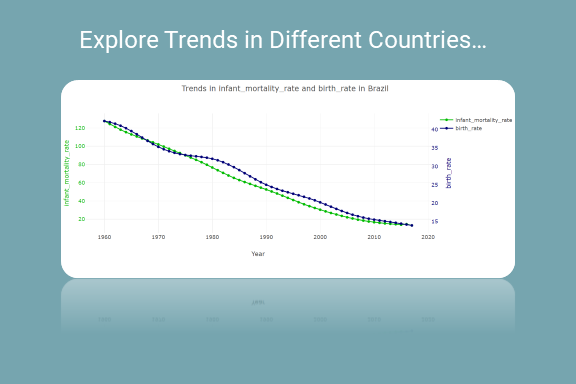 Explore Trends in Different Countries…
Trends in infant_mortality_rate and birth_rate in Brazil
infant_mortality_rate
birth_rate
120
100
80
60
40
20
infant_mortality_rate
40
35
30
25
20
15
birth_rate
1960 1970 1980 1990 2000 2010 2020
Year